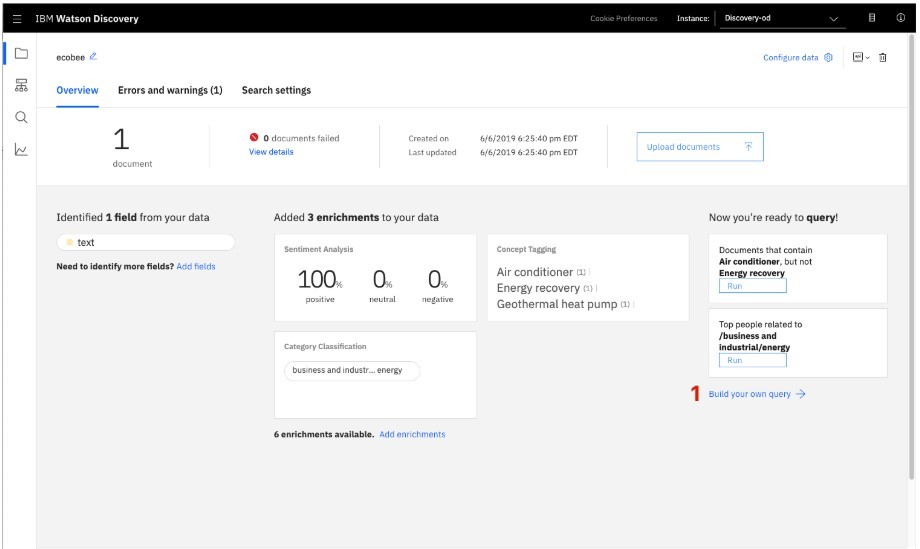 IBM Watson Discovery
Cookie Preferences
Instance:
Discovery-od
ecobee
Configure data
Overview
Errors and warnings (1)
Search settings
1
document
0 documents failed
View details
Created on 6/6/2019 6:25:40 pm EDT
Last updated 6/6/2019 6:25:40 pm EDT
Upload documents
Identified 1 field from your data
text
Need to identify more fields? Add fields
Added 3 enrichments to your data
Sentiment Analysis
100% 0% 0%
positive neutral negative
Concept Tagging
Air conditioner (1)
Energy recovery (1)
Geothermal heat pump (1)
Category Classification
business and industr... energy
6 enrichments available. Add enrichments
Now you're ready to query!
Documents that contain
Air conditioner, but not
Energy recovery
Run
Top people related to
/business and
industrial/energy
Run
1 Build your own query